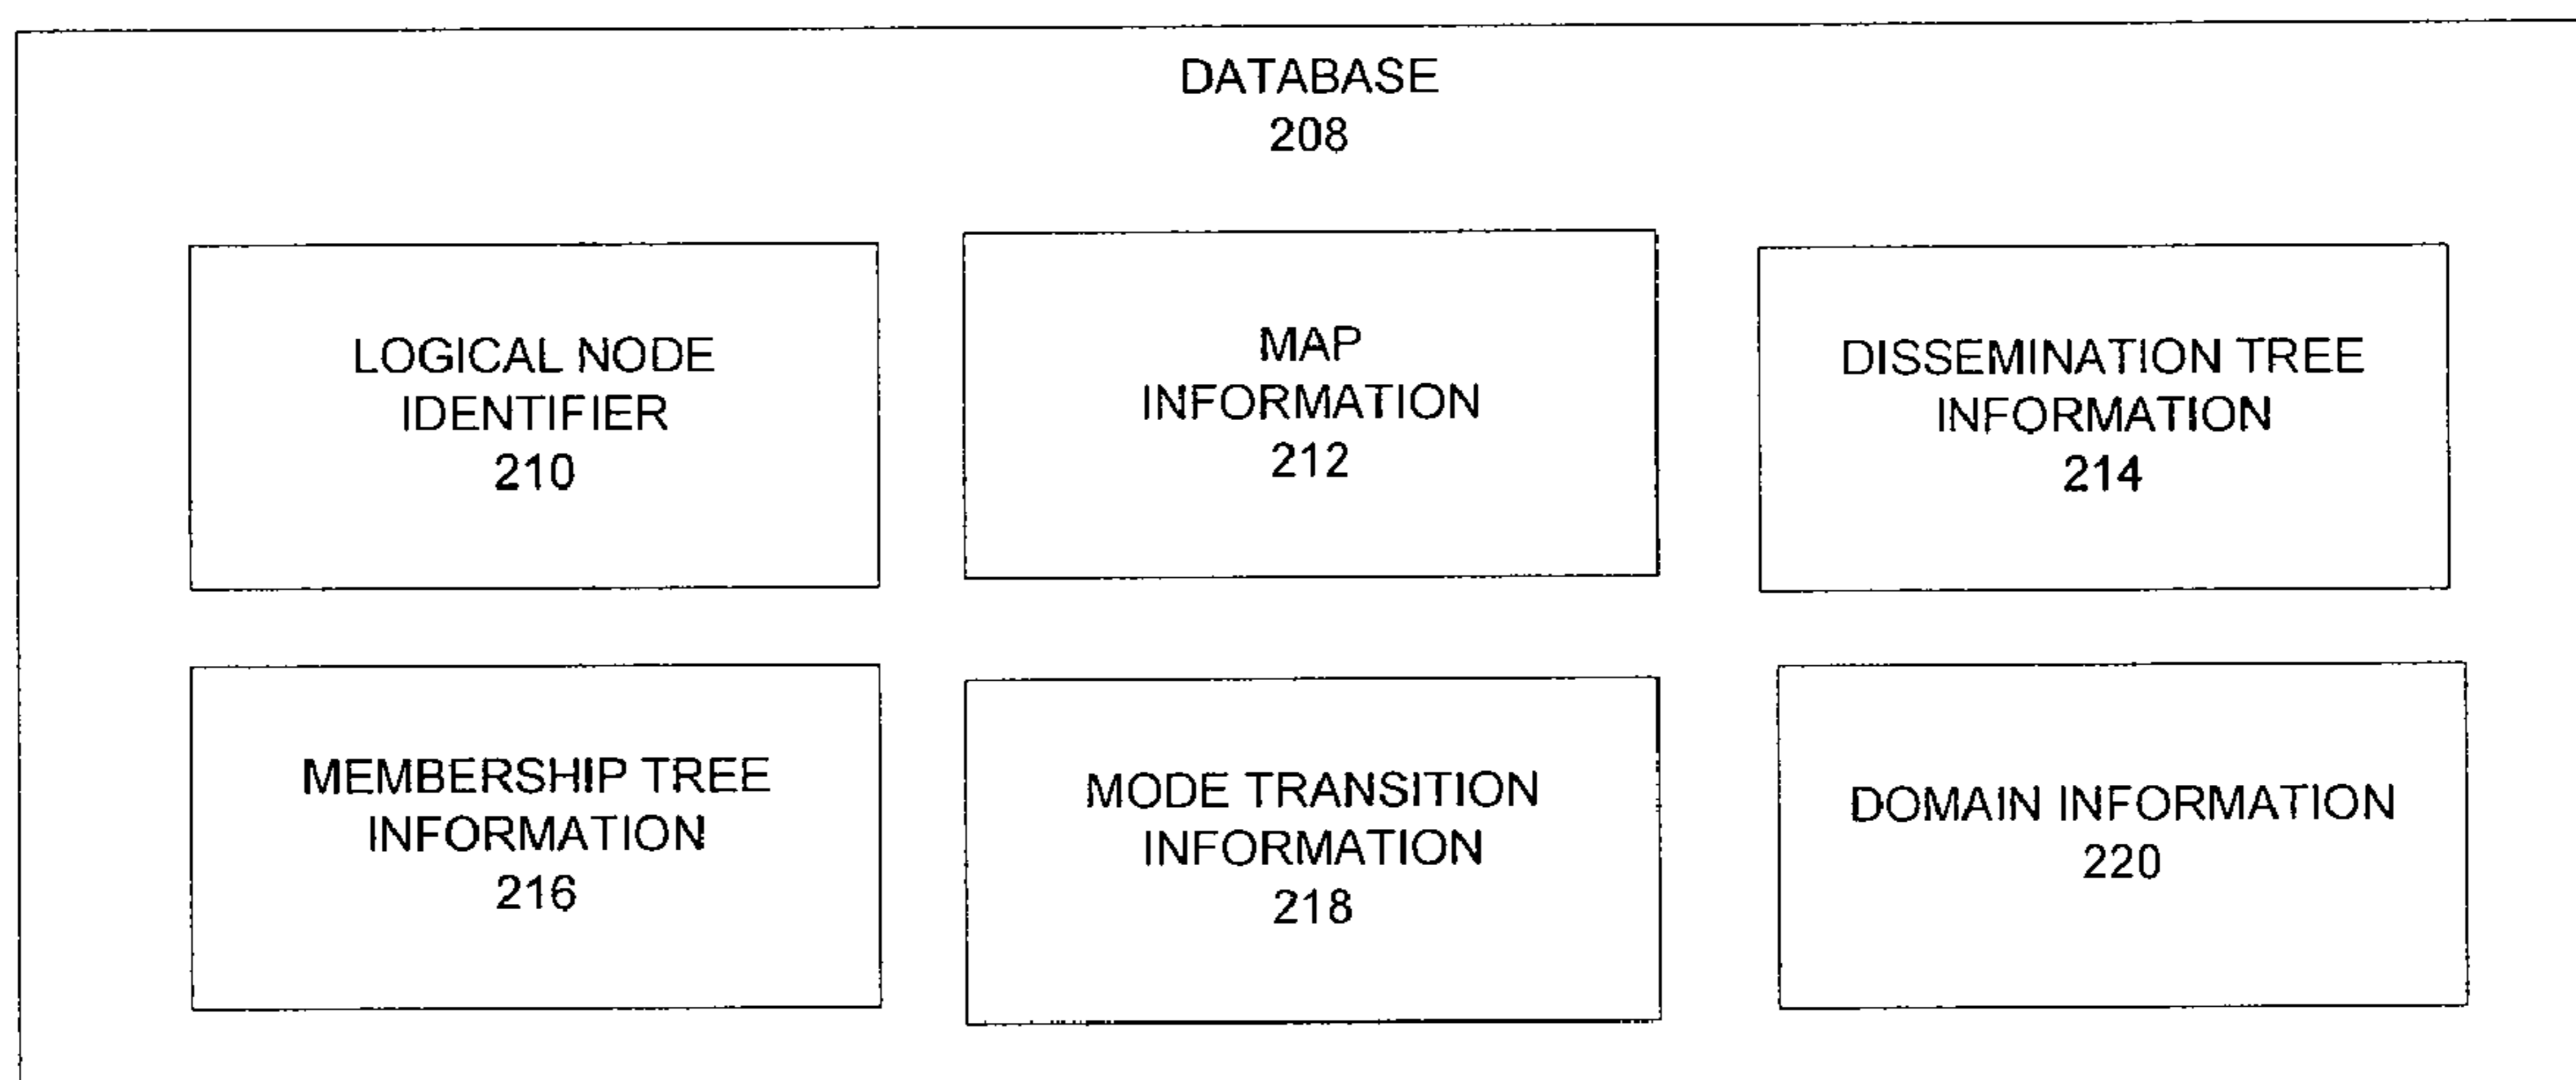 DATABASE
208
LOGICAL NODE
IDENTIFIER
210
MAP
INFORMATION
212
DISSEMINATION TREE
INFORMATION
214
MEMBERSHIP TREE
INFORMATION
216
MODE TRANSITION
INFORMATION
218
DOMAIN INFORMATION
220